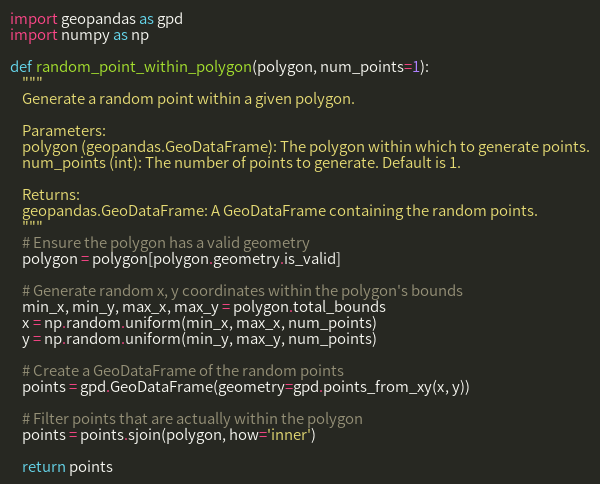 import geopandas as gpd
import numpy as np

def random_point_within_polygon(polygon, num_points=1):
    """
    Generate a random point within a given polygon.

    Parameters:
    polygon (geopandas.GeoDataFrame): The polygon within which to generate points.
    num_points (int): The number of points to generate. Default is 1.

    Returns:
    geopandas.GeoDataFrame: A GeoDataFrame containing the random points.
    """
    # Ensure the polygon has a valid geometry
    polygon = polygon[polygon.geometry.is_valid]

    # Generate random x, y coordinates within the polygon's bounds
    min_x, min_y, max_x, max_y = polygon.total_bounds
    x = np.random.uniform(min_x, max_x, num_points)
    y = np.random.uniform(min_y, max_y, num_points)

    # Create a GeoDataFrame of the random points
    points = gpd.GeoDataFrame(geometry=gpd.points_from_xy(x, y))

    # Filter points that are actually within the polygon
    points = points.sjoin(polygon, how='inner')

    return points